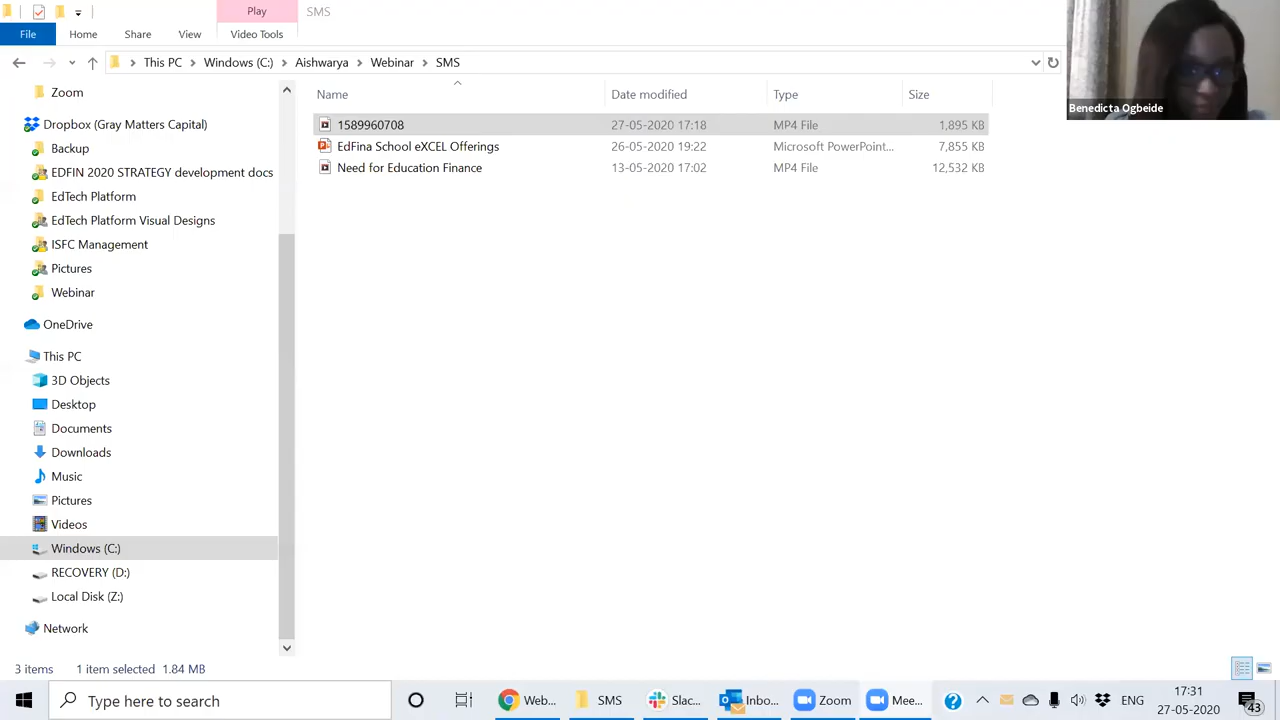 Play
SMS
File
Home
Share
View
Video Tools
This PC
Windows (C:)
Aishwarya
Webinar
SMS
Benedicta Ogbeide
Name
Date modified
Type
Size
1589960708
27-05-2020 17:18
MP4 File
1,895 KB
EdFina School eXCEL Offerings
26-05-2020 19:22
Microsoft PowerPoint...
7,855 KB
Need for Education Finance
13-05-2020 17:02
MP4 File
12,532 KB
Zoom
Dropbox (Gray Matters Capital)
Backup
EDFIN 2020 STRATEGY development docs
EdTech Platform
EdTech Platform Visual Designs
ISFC Management
Pictures
Webinar
OneDrive
This PC
3D Objects
Desktop
Documents
Downloads
Music
Pictures
Videos
Windows (C:)
RECOVERY (D:)
Local Disk (Z:)
Network
3 items
1 item selected 1.84 MB
Type here to search
Web...
SMS
Slac...
Inbo...
Zoom
Mee...
ENG
17:31
27-05-2020
43